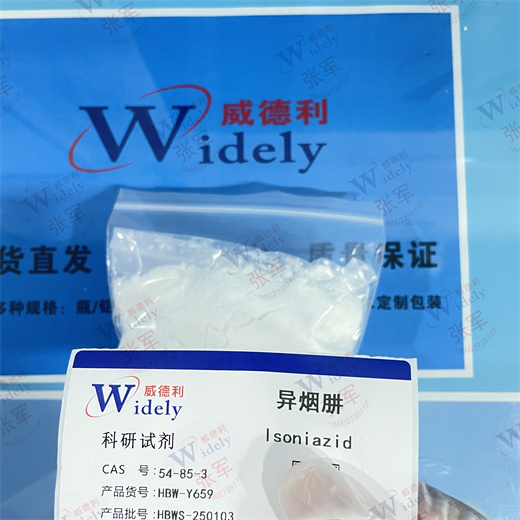 威德利
Widely
货直发
质量保证
多种规格：瓶/铝
定制包装
威德利
Widely
异烟肼
科研试剂
Isoniazid
CAS 号:54-85-3
产品货号:HBW-Y659
产品批号:HBWS-250103